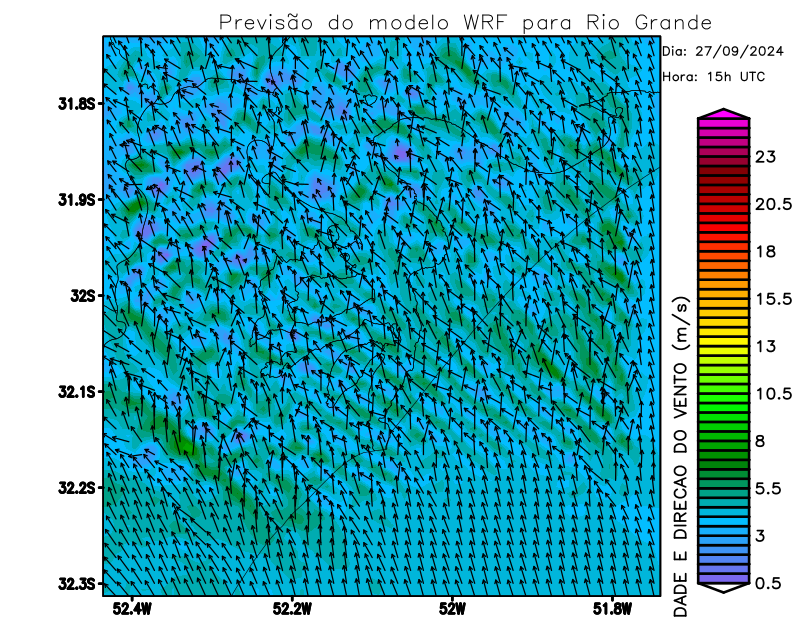 Previsão do modelo WRF para Rio Grande
Dia: 27/09/2024
Hora: 15h UTC
31.8S
31.9S
32S
32.1S
32.2S
32.3S
52.4W
52.2W
52W
51.8W
23
20.5
18
15.5
13
10.5
8
5.5
3
0.5
DADE E DIRECAO DO VENTO (m/s)